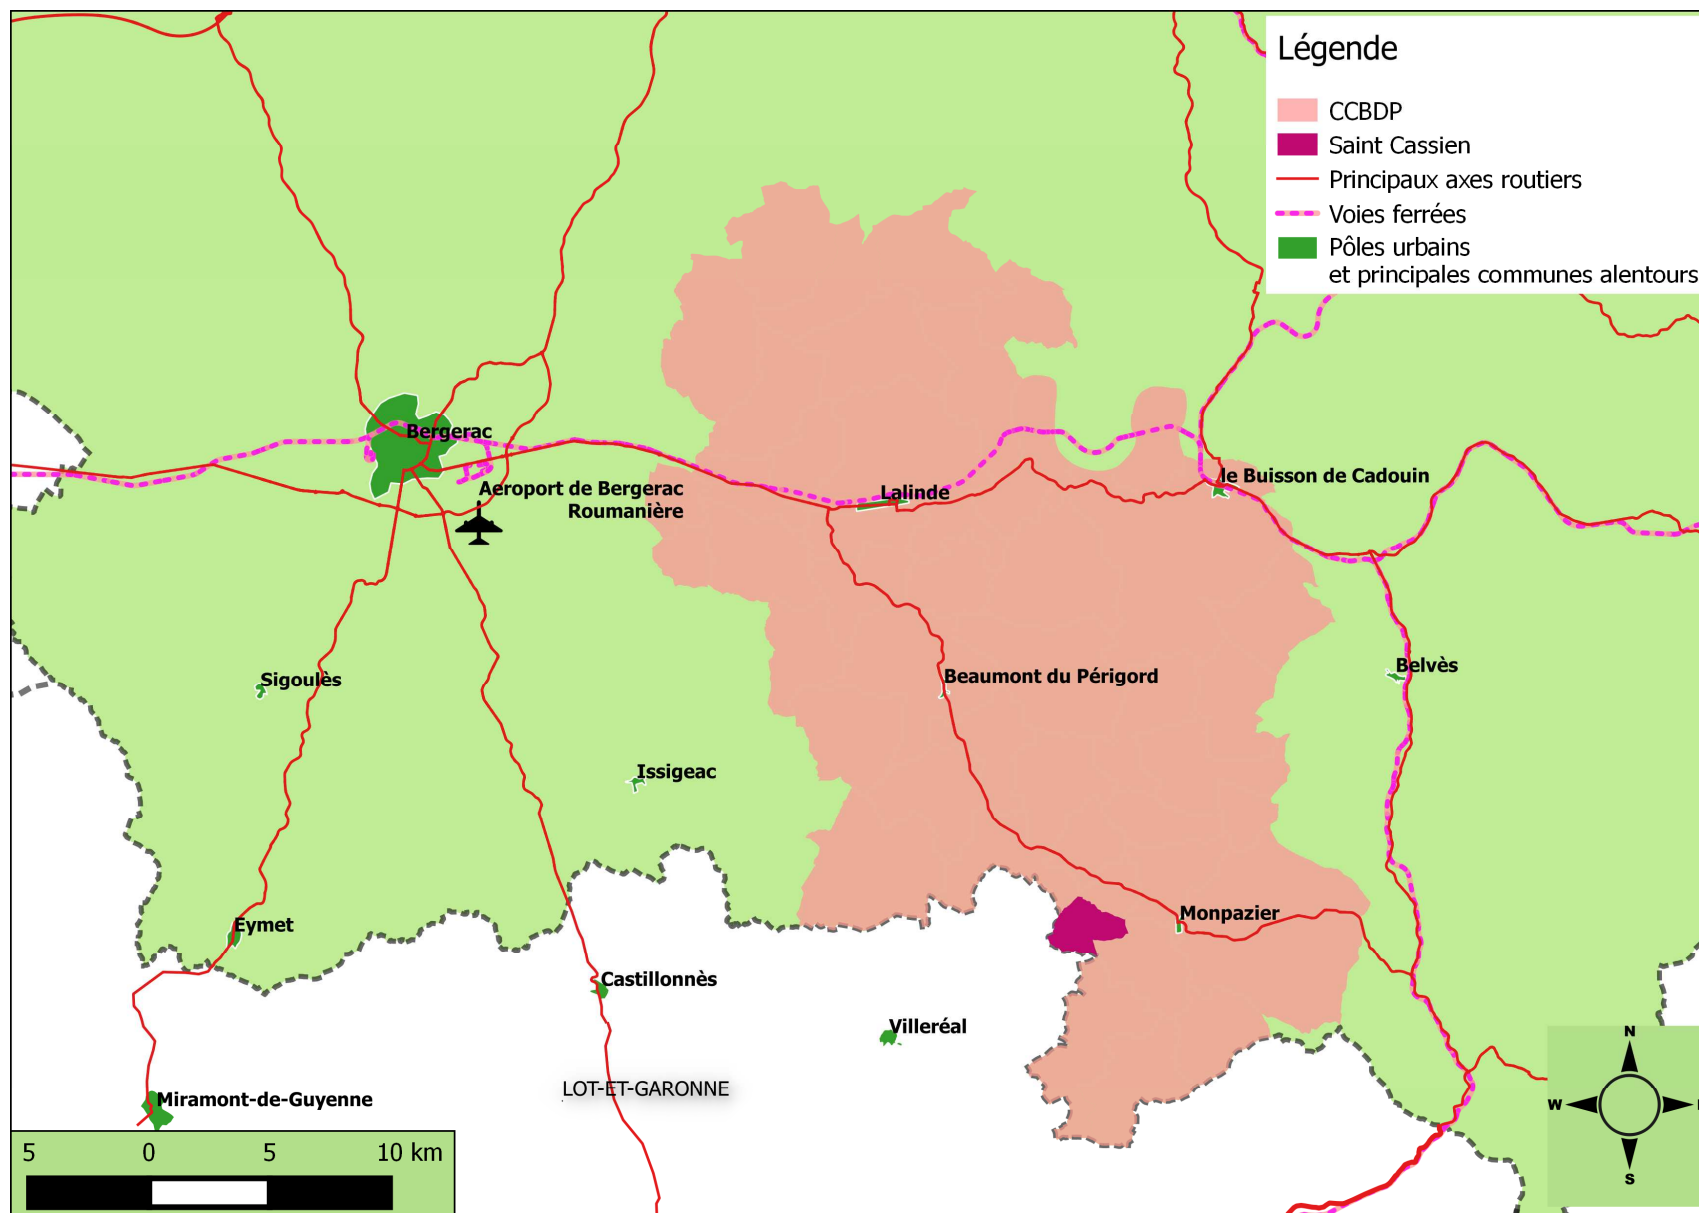 Légende
CCBDP
Saint Cassien
Principaux axes routiers
Voies ferrées
Pôles urbains
et principales communes alentours
Bergerac
Aeroport de Bergerac
Roumanière
Lalinde
le Buisson de Cadouin
Sigoulès
Beaumont du Périgord
Belvès
Issigeac
Eymet
Monpazier
Castillonnès
Villeréal
LOT-ET-GARONNE
Miramont-de-Guyenne
N
W
S
5 0 5 10 km